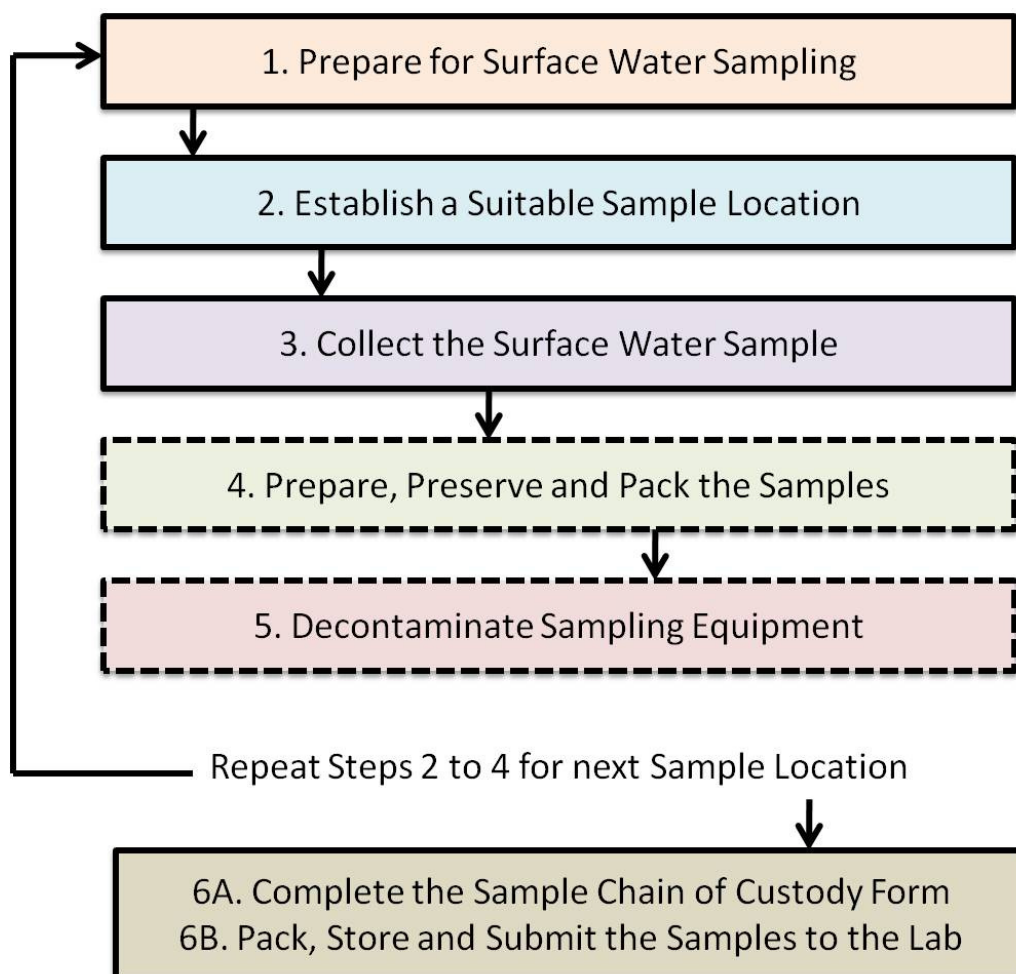 1. Prepare for Surface Water Sampling
2. Establish a Suitable Sample Location
3. Collect the Surface Water Sample
4. Prepare, Preserve and Pack the Samples
5. Decontaminate Sampling Equipment
Repeat Steps 2 to 4 for next Sample Location
6A. Complete the Sample Chain of Custody Form
6B. Pack, Store and Submit the Samples to the Lab